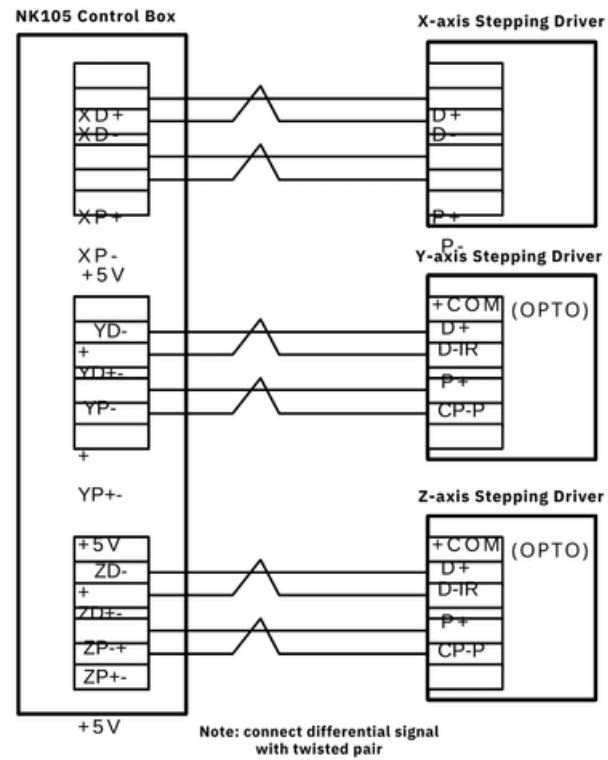 NK105 Control Box
X-axis Stepping Driver
XD+
XD-
D+
D-
XP+
P+
XP-
P-
+5V
Y-axis Stepping Driver
+COM (OPTO)
YD-
D+
+
D-IR
YD+-
P+
YP-
CP-P
+
YP+-
Z-axis Stepping Driver
+5V
+COM (OPTO)
ZD-
D+
+
D-IR
ZD+-
P+
ZP-+
CP-P
ZP+-
+5V
Note: connect differential signal
with twisted pair